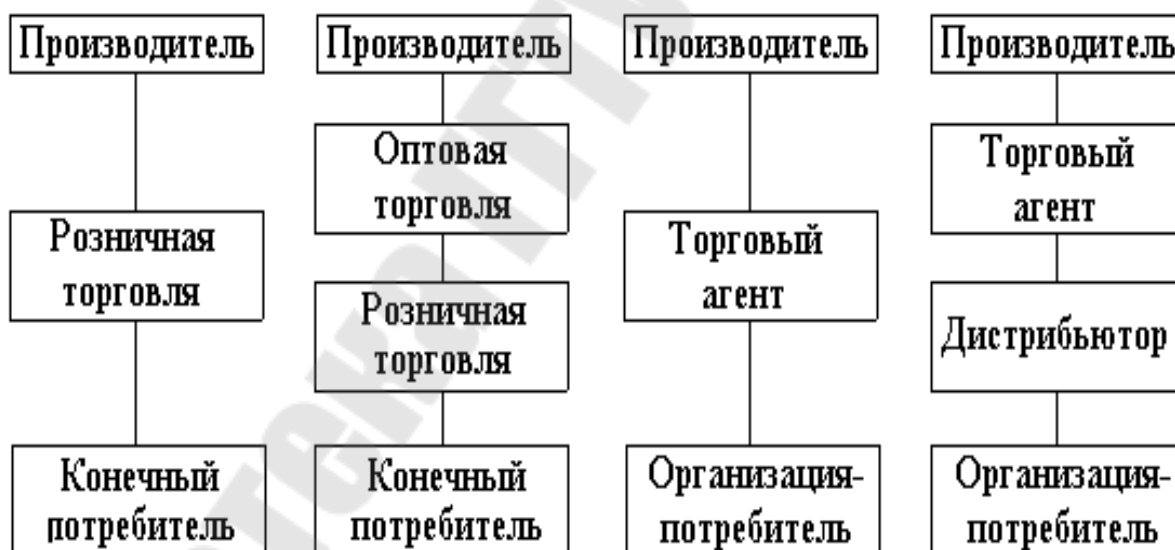 Производитель
Розничная
торговля
Конечный
потребитель
Производитель
Оптовая
торговля
Розничная
торговля
Конечный
потребитель
Производитель
Торговый
агент
Организация-
потребитель
Производитель
Торговый
агент
Дистрибьютор
Организация-
потребитель